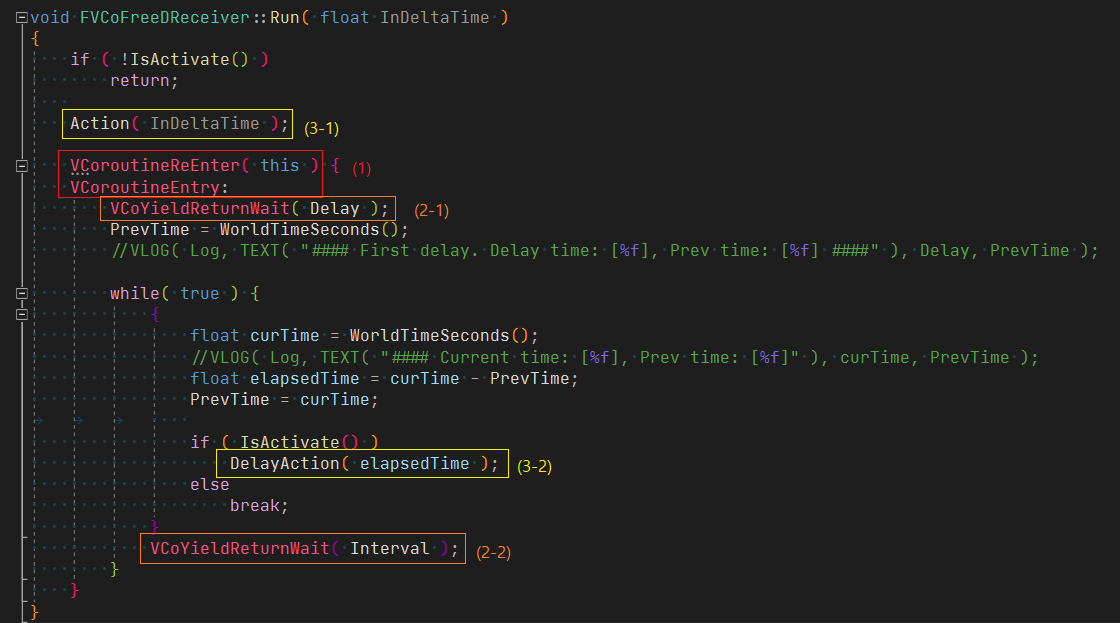 void FVCoFreeDReceiver::Run( float InDeltaTime )
{
if ( !IsActivate() )
return;
Action( InDeltaTime ); (3-1)
VCoroutineReEnter( this ) { (1)
VCoroutineEntry:
VCoYieldReturnWait( Delay ); (2-1)
PrevTime = WorldTimeSeconds();
//VLOG( Log, TEXT( "#### First delay. Delay time: [%f], Prev time: [%f] ####" ), Delay, PrevTime );
while( true ) {
{
float curTime = WorldTimeSeconds();
//VLOG( Log, TEXT( "#### Current time: [%f], Prev time: [%f]" ), curTime, PrevTime );
float elapsedTime = curTime - PrevTime;
PrevTime = curTime;
if ( IsActivate() )
DelayAction( elapsedTime ); (3-2)
else
break;
}
VCoYieldReturnWait( Interval ); (2-2)
}
}
}